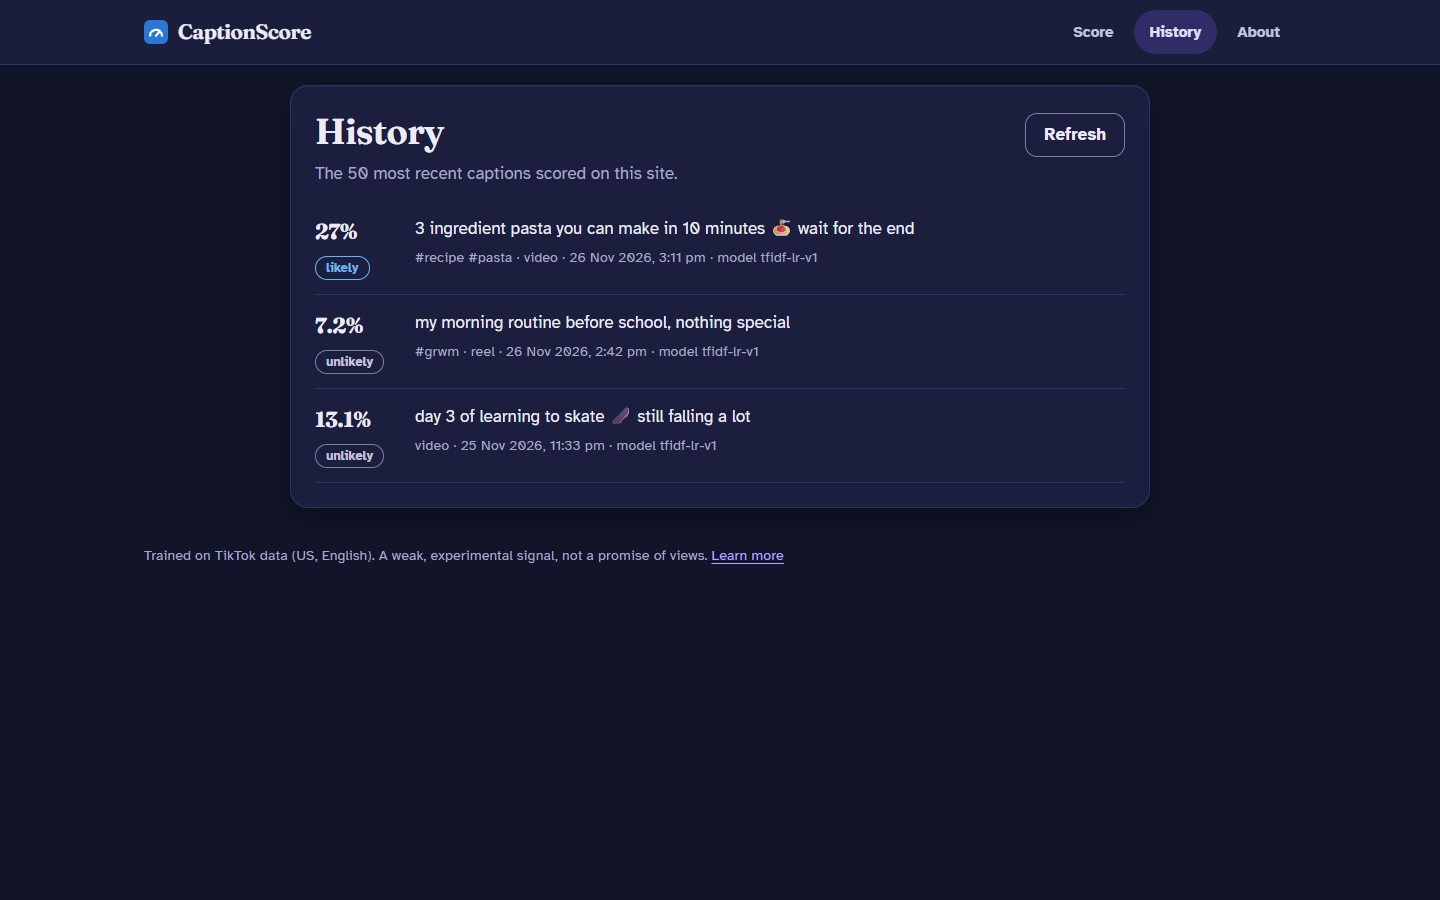 CaptionScore
Score
History
About
History
Refresh
The 50 most recent captions scored on this site.
27%
3 ingredient pasta you can make in 10 minutes 🍝 wait for the end
likely
#recipe #pasta · video · 26 Nov 2026, 3:11 pm · model tfidf-lr-v1
7.2%
my morning routine before school, nothing special
unlikely
#grwm · reel · 26 Nov 2026, 2:42 pm · model tfidf-lr-v1
13.1%
day 3 of learning to skate 🛹 still falling a lot
unlikely
video · 25 Nov 2026, 11:33 pm · model tfidf-lr-v1
Trained on TikTok data (US, English). A weak, experimental signal, not a promise of views. Learn more